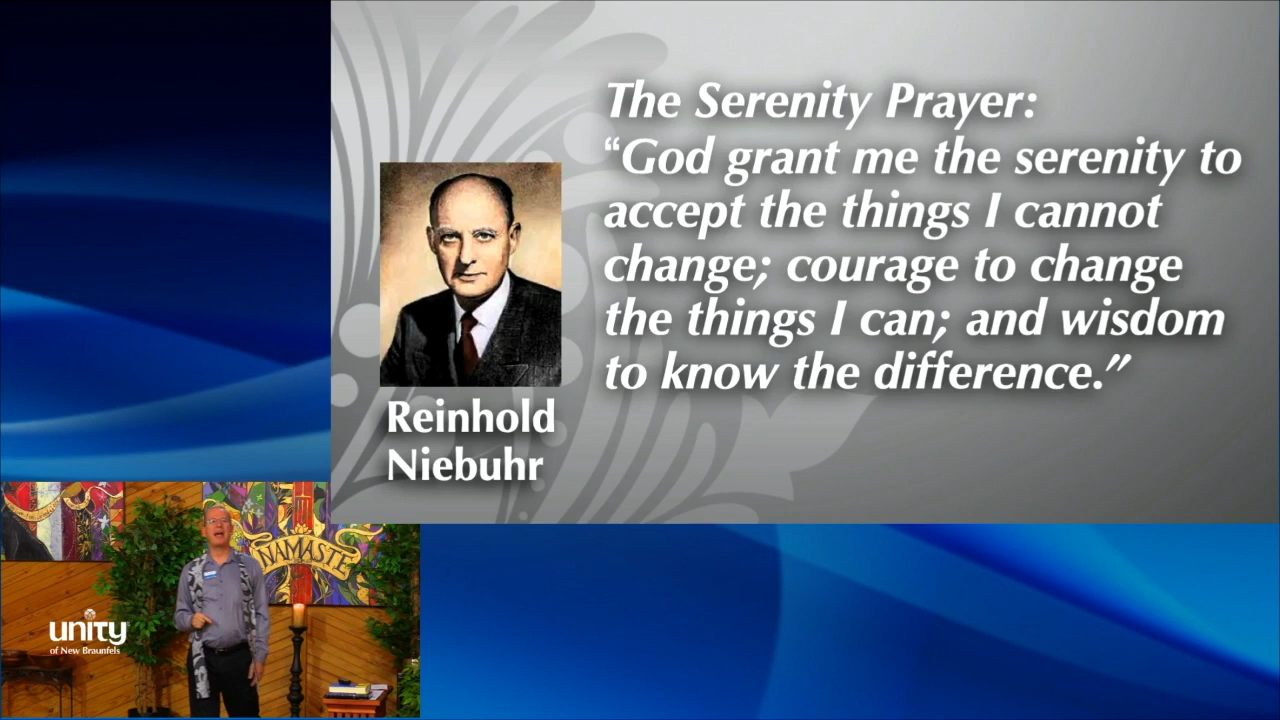 The Serenity Prayer:
“God grant me the serenity to
accept the things I cannot
change; courage to change
the things I can; and wisdom
to know the difference.”
Reinhold
Niebuhr
NAMASTE
unity
of New Braunfels